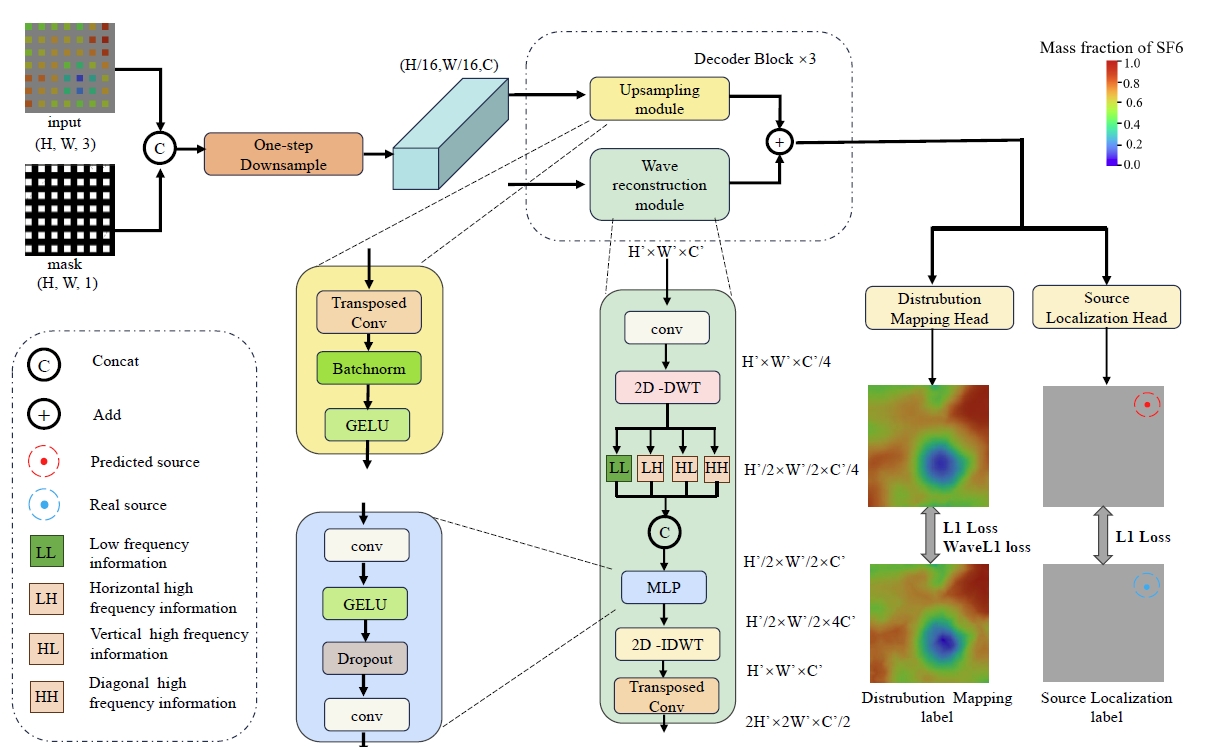 input
(H, W, 3)
mask
(H, W, 1)
C
One-step
Downsample
(H/16,W/16,C)
Decoder Block ×3
Upsampling
module
Wave
reconstruction
module
+
Mass fraction of SF6
1.0
0.8
0.6
0.4
0.2
0.0
Transposed
Conv
Batchnorm
GELU
conv
GELU
Dropout
conv
H’×W’×C’
conv
H’×W’×C’/4
2D -DWT
LL
LH
HL
HH
H’/2×W’/2×C’/4
C
H’/2×W’/2×C’
MLP
H’/2×W’/2×4C’
2D -IDWT
H’×W’×C’
Transposed
Conv
2H’×2W’×C’/2
Distrubution
Mapping Head
Source
Localization Head
L1 Loss
WaveL1 loss
L1 Loss
Distrubution Mapping
label
Source Localization
label
C
Concat
+
Add
Predicted source
Real source
LL
Low frequency
information
LH
Horizontal high
frequency information
HL
Vertical high frequency
information
HH
Diagonal high
frequency information